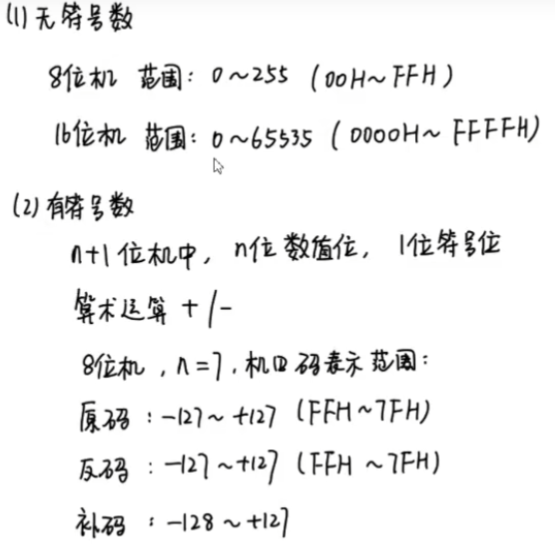 (1) 无符号数
8位机 范围: 0~255 (00H~FFH)
16位机 范围: 0~65535 (0000H~FFFFH)
(2) 有符号数
n+1位机中, n位数值位, 1位符号位
算术运算 +/-
8位机, n=7, 机四码表示范围:
原码: -127~+127 (FFH~7FH)
反码: -127~+127 (FFH~7FH)
补码: -128~+127